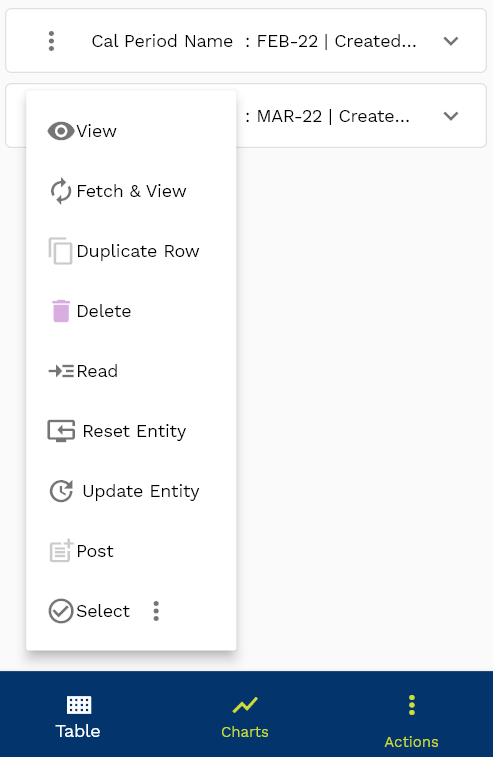 Cal Period Name : FEB-22 | Created...
: MAR-22 | Create...
View
Fetch & View
Duplicate Row
Delete
Read
Reset Entity
Update Entity
Post
Select
Table
Charts
Actions